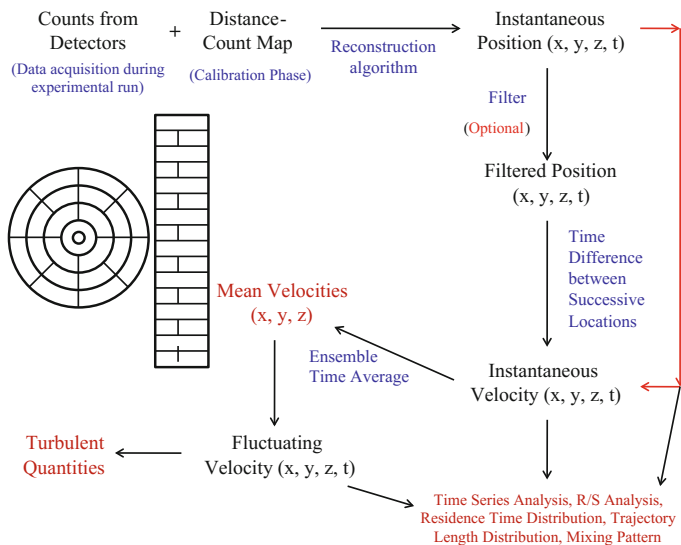 Counts from
Detectors
(Data acquisition during
experimental run)
+
Distance-
Count Map
(Calibration Phase)
Reconstruction
algorithm
Instantaneous
Position (x, y, z, t)
Filter
(Optional)
Filtered Position
(x, y, z, t)
Time
Difference
between
Successive
Locations
Mean Velocities
(x, y, z)
Ensemble
Time Average
Instantaneous
Velocity (x, y, z, t)
Turbulent
Quantities
Fluctuating
Velocity (x, y, z, t)
Time Series Analysis, R/S Analysis,
Residence Time Distribution, Trajectory
Length Distribution, Mixing Pattern